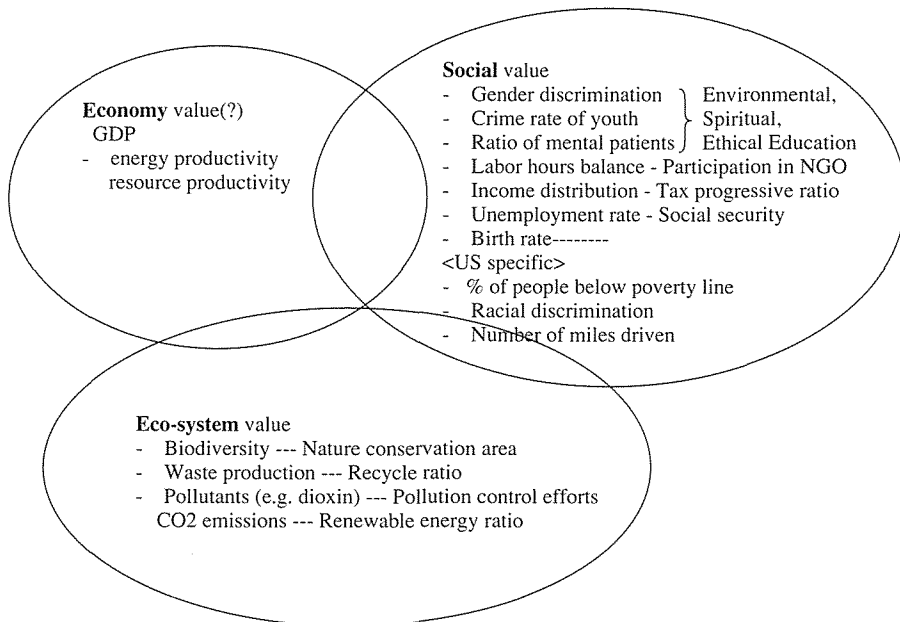 Economy value(?)
GDP
- energy productivity
resource productivity
Social value
- Gender discrimination } Environmental,
- Crime rate of youth } Spiritual,
- Ratio of mental patients } Ethical Education
- Labor hours balance - Participation in NGO
- Income distribution - Tax progressive ratio
- Unemployment rate - Social security
- Birth rate--------
<US specific>
- % of people below poverty line
- Racial discrimination
- Number of miles driven
Eco-system value
- Biodiversity --- Nature conservation area
- Waste production --- Recycle ratio
- Pollutants (e.g. dioxin) --- Pollution control efforts
CO2 emissions --- Renewable energy ratio